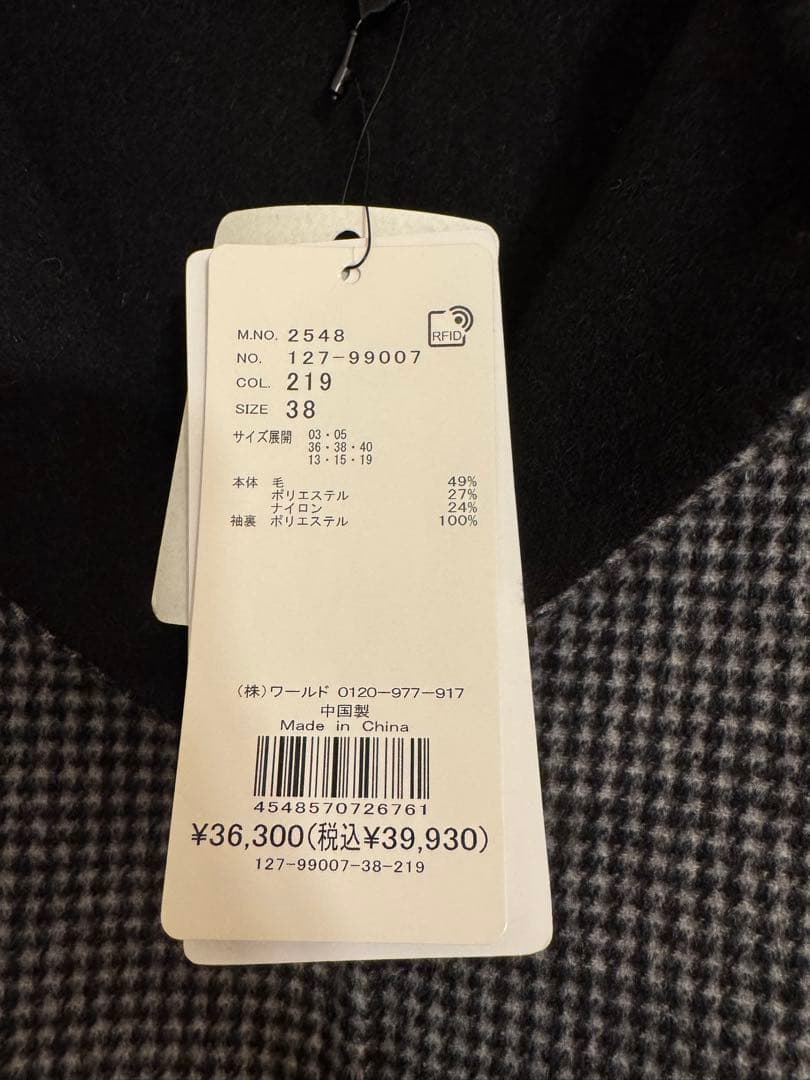 RFID
M.NO. 2548
NO. 127-99007
COL. 219
SIZE 38
サイズ展開 03・05
36・38・40
13・15・19
本体 毛 49%
ポリエステル 27%
ナイロン 24%
袖裏 ポリエステル 100%
(株)ワールド 0120-977-917
中国製
Made in China
4548570726761
¥36,300(税込¥39,930)
127-99007-38-219